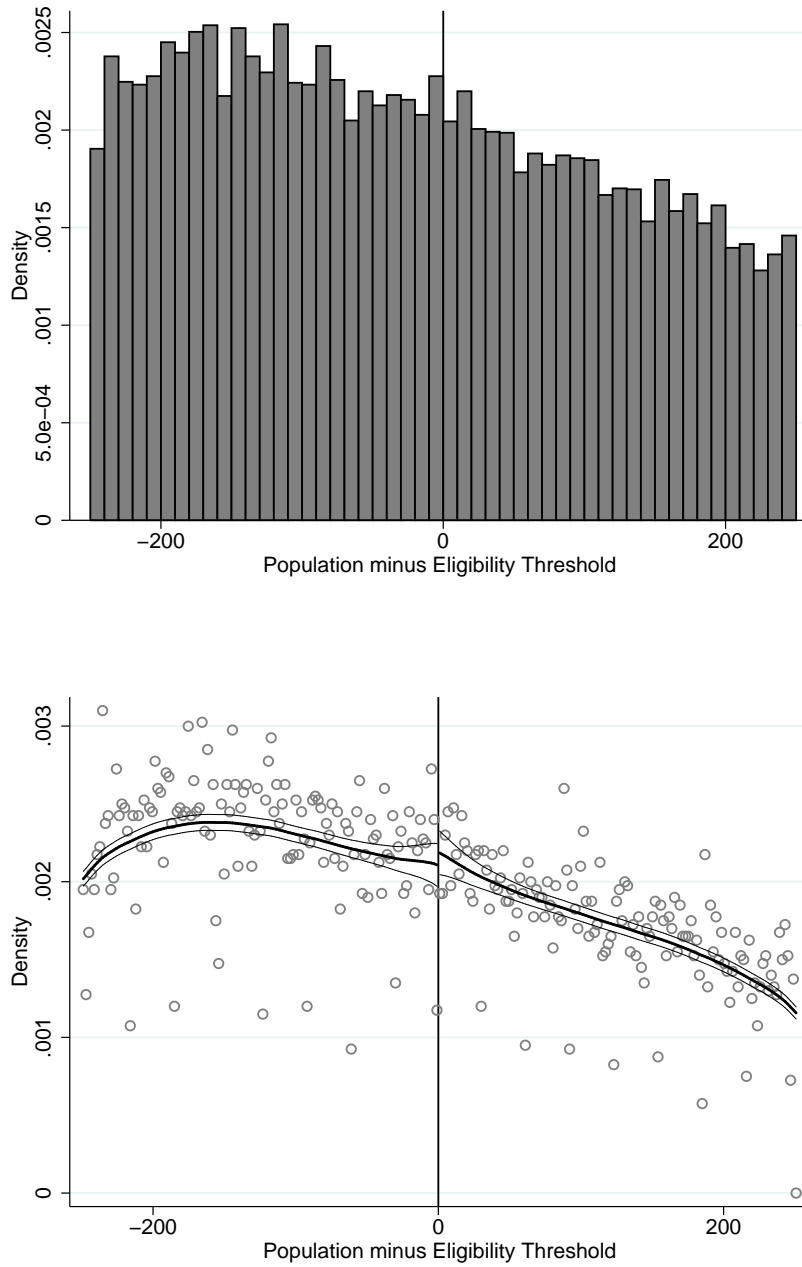 .0025
.002
.0015
.001
5.0e−04
0
Density
−200 0 200
Population minus Eligibility Threshold
.003
.002
.001
0
Density
−200 0 200
Population minus Eligibility Threshold